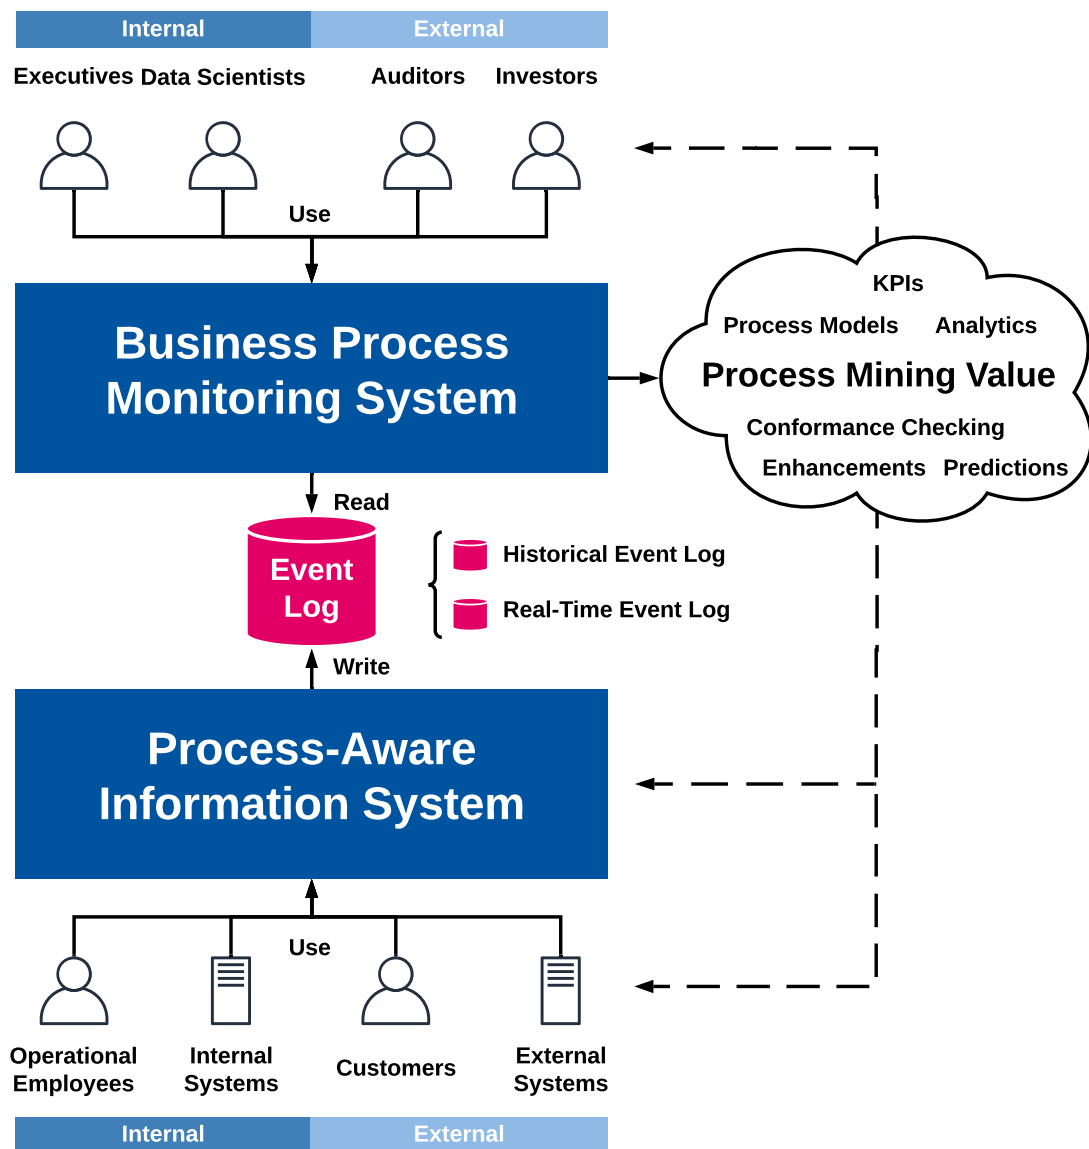 Internal External
Executives Data Scientists Auditors Investors
Use
Business Process
Monitoring System
KPIs
Process Models Analytics
Process Mining Value
Conformance Checking
Enhancements Predictions
Read
Event
Log
Historical Event Log
Real-Time Event Log
Write
Process-Aware
Information System
Use
Operational
Employees
Internal
Systems
Customers
External
Systems
Internal External